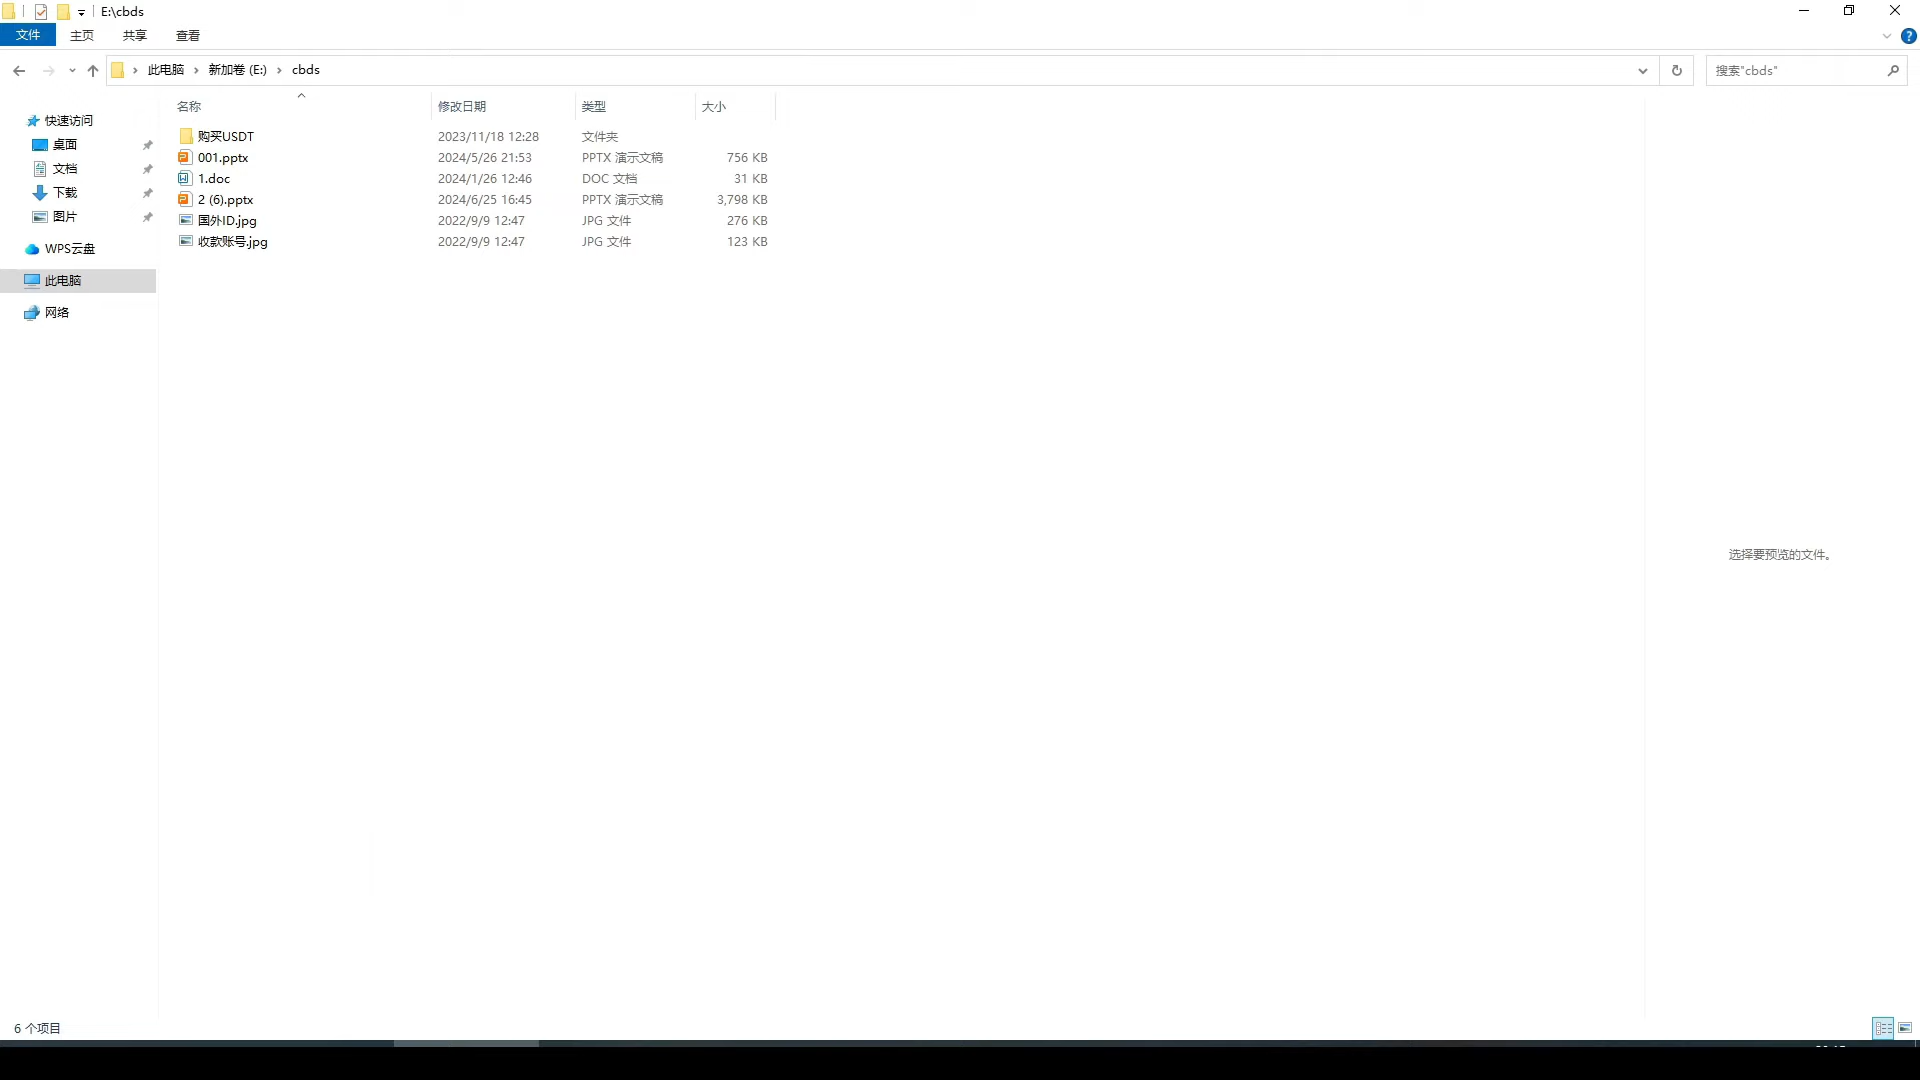 E:\cbds
文件 主页 共享 查看
此电脑 新加卷 (E:) cbds
搜索"cbds"
名称 修改日期 类型 大小
快速访问
桌面
文档
下载
图片
WPS云盘
此电脑
网络
购买USDT 2023/11/18 12:28 文件夹
001.pptx 2024/5/26 21:53 PPTX 演示文稿 756 KB
1.doc 2024/1/26 12:46 DOC 文档 31 KB
2 (6).pptx 2024/6/25 16:45 PPTX 演示文稿 3,798 KB
国外ID.jpg 2022/9/9 12:47 JPG 文件 276 KB
收款账号.jpg 2022/9/9 12:47 JPG 文件 123 KB
选择要预览的文件。
6 个项目